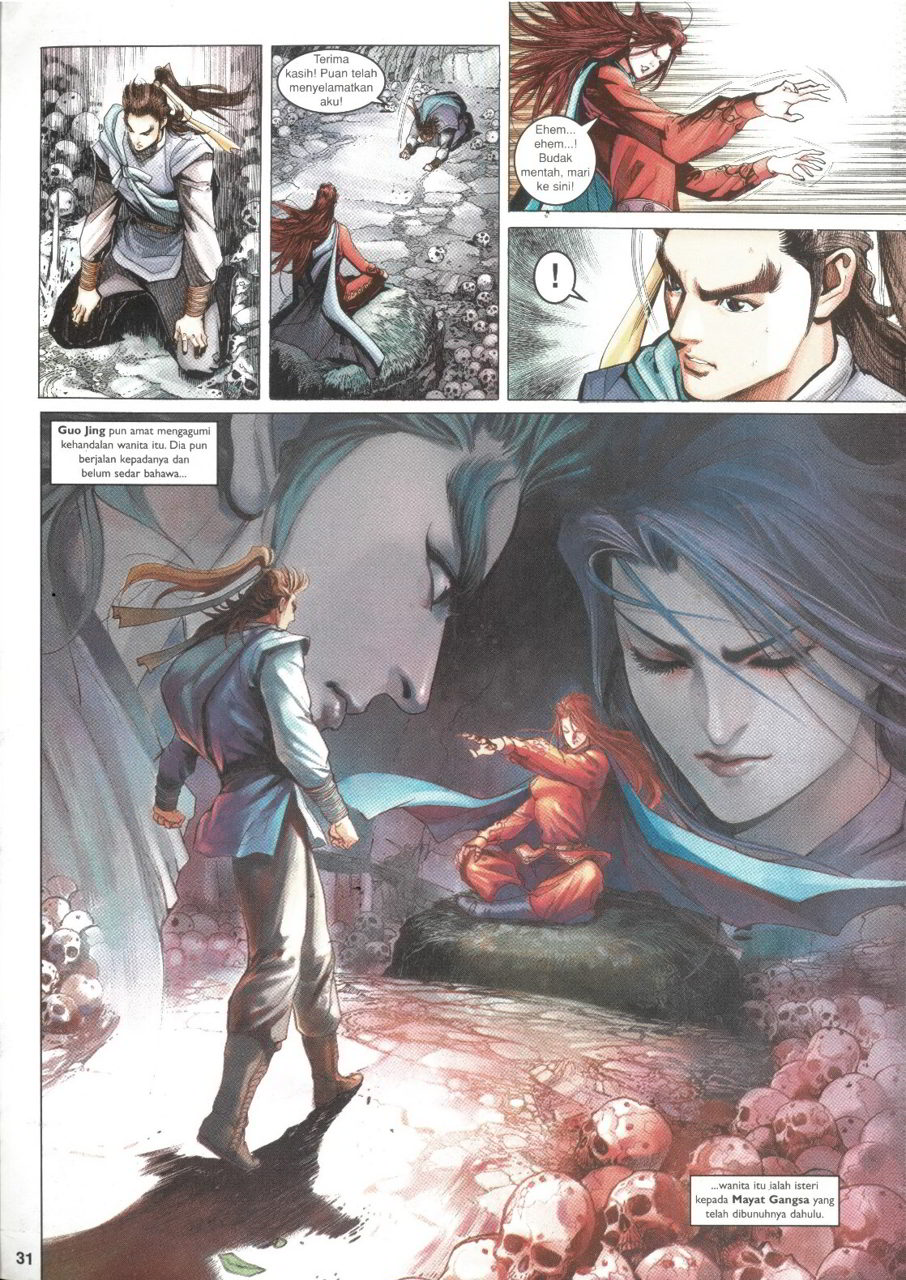 Terima
kasih! Puan telah
menyelamatkan
aku!
Ehem...
ehem...!
Budak
mentah, mari
ke sini!
!
Guo Jing pun amat mengagumi
kehandalan wanita itu. Dia pun
berjalan kepadanya dan
belum sedar bahawa...
...wanita itu ialah isteri
kepada Mayat Gangsa yang
telah dibunuhnya dahulu.
31